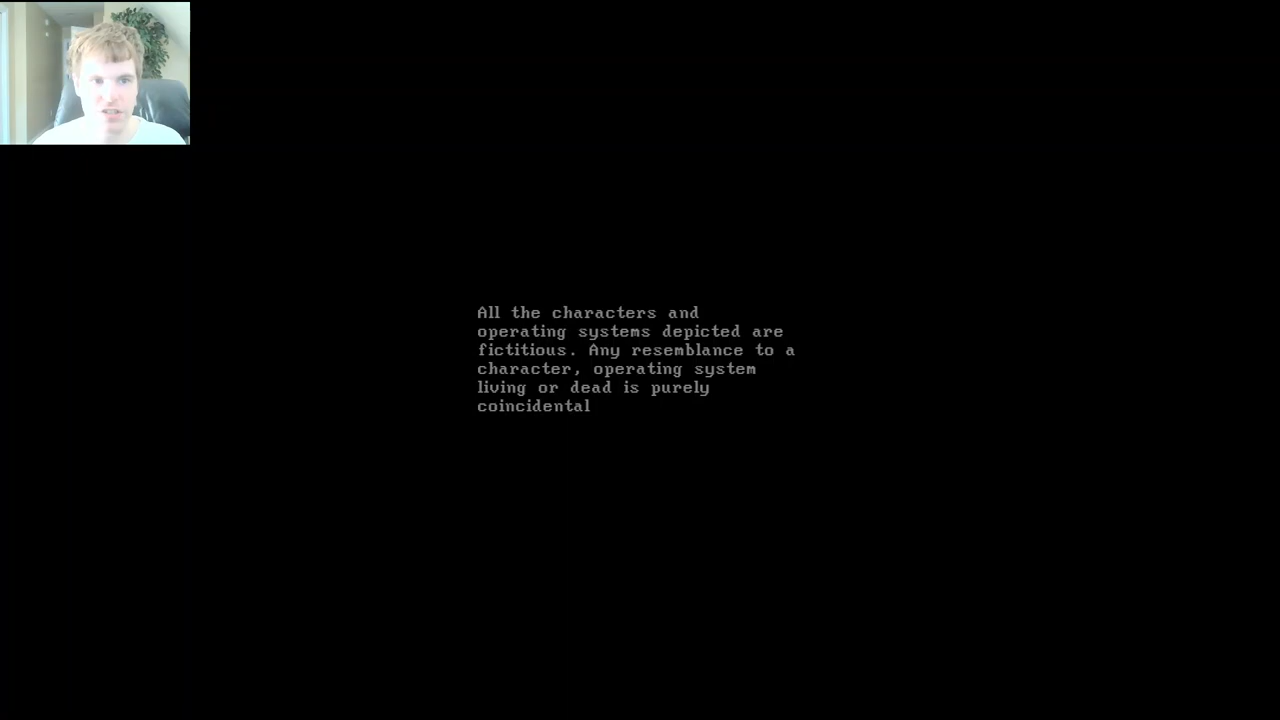 All the characters and
operating systems depicted are
fictitious. Any resemblance to a
character, operating system
living or dead is purely
coincidental